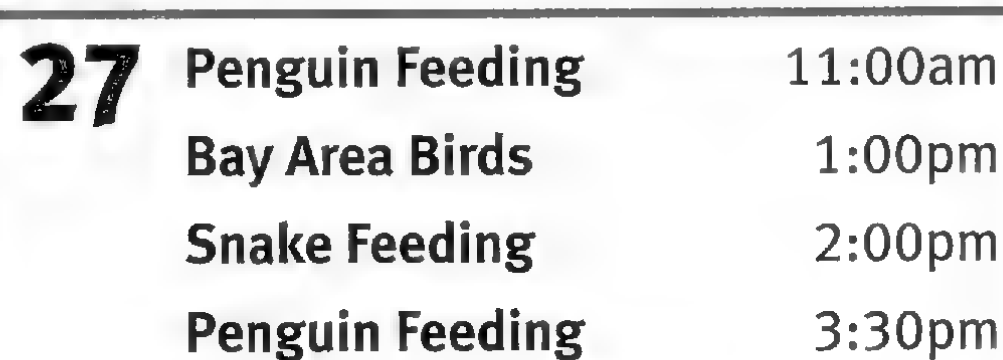 27 Penguin Feeding 11:00am
Bay Area Birds 1:00pm
Snake Feeding 2:00pm
Penguin Feeding 3:30pm